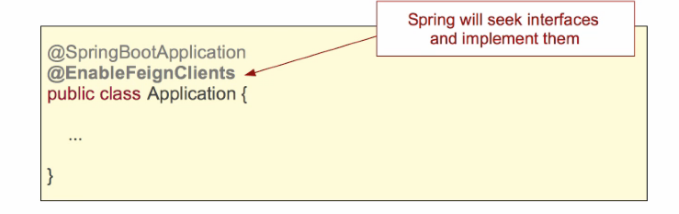 Spring will seek interfaces
and implement them
@SpringBootApplication
@EnableFeignClients
public class Application {
...
}